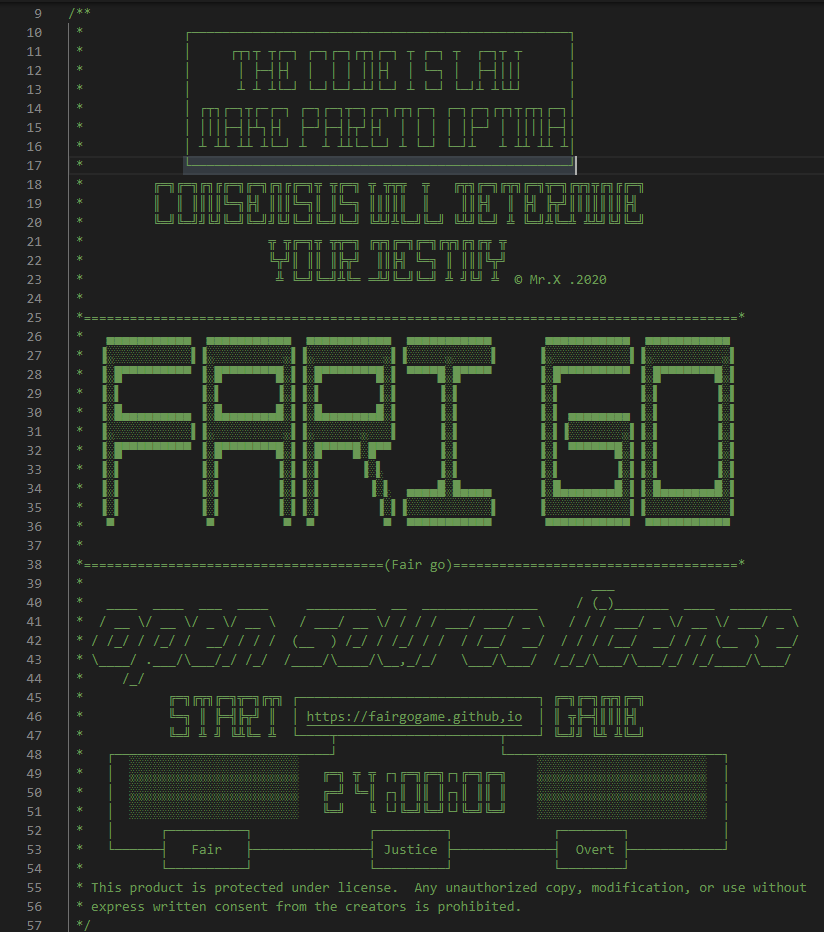 9 /**
10 *
11 * THE CODE IS LAW
12 *
13 *
14 * MAKE PARETO OPTIMAL
15 *
16 *
17 *
18 * CONSENSUS WILL DETERMINE
19 *
20 *
21 * YOUR DESTINY
22 *
23 * © Mr.X .2020
24 *
25 *=====================================================================================*
26 *
27 * FARI GO
28 *
29 *
30 *
31 *
32 *
33 *
34 *
35 *
36 *
37 *
38 *=======================================(Fair go)=====================================*
39 *
40 *
41 * open source license
42 *
43 *
44 *
45 *
46 * START https://fairgogame.github,io GAME
47 *
48 *
49 *
50 * 24:00:00
51 *
52 *
53 * Fair Justice Overt
54 *
55 * This product is protected under license. Any unauthorized copy, modification, or use without
56 * express written consent from the creators is prohibited.
57 */